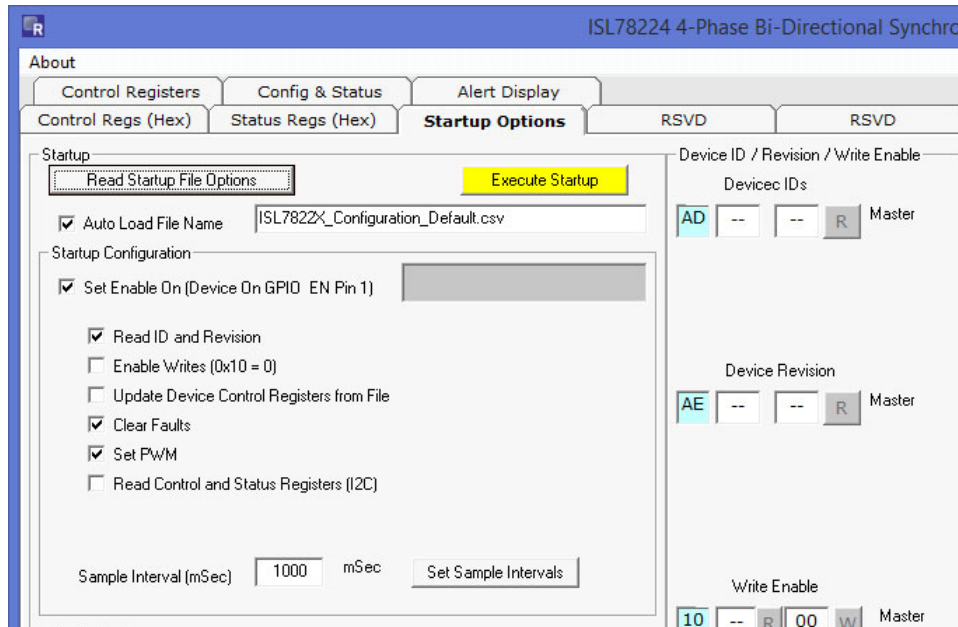 R
ISL78224 4-Phase Bi-Directional Synchro
About
Control Registers Config & Status Alert Display
Control Regs (Hex) Status Regs (Hex) Startup Options RSVD RSVD
Startup
Read Startup File Options Execute Startup
Auto Load File Name ISL7822X_Configuration_Default.csv
Startup Configuration
Set Enable On (Device On GPIO EN Pin 1)
Read ID and Revision
Enable Writes (0x10 = 0)
Update Device Control Registers from File
Clear Faults
Set PWM
Read Control and Status Registers (I2C)
Sample Interval (mSec) 1000 mSec Set Sample Intervals
Device ID / Revision / Write Enable
Devicec IDs
AD -- -- R Master
Device Revision
AE -- -- R Master
Write Enable
10 -- R 00 W Master